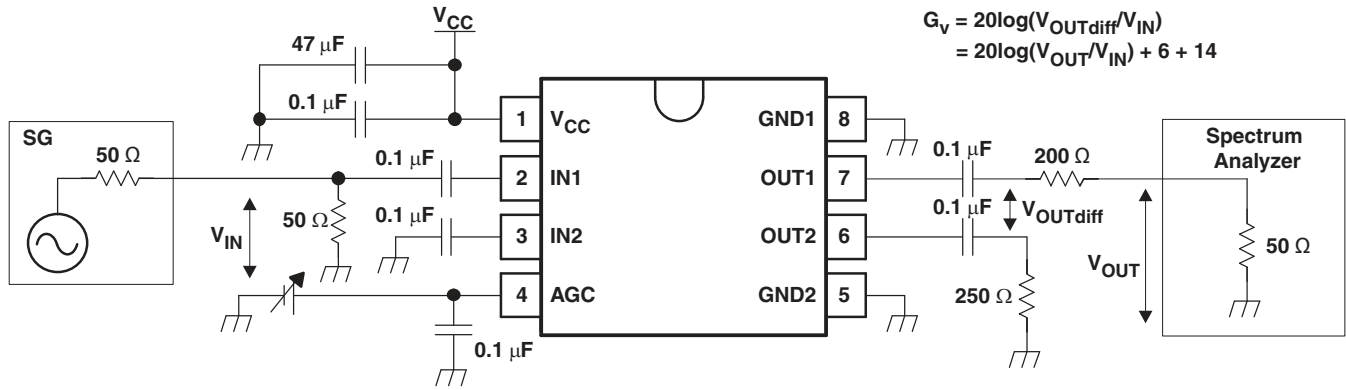 V_CC
G_v = 20log(V_OUTdiff/V_IN)
= 20log(V_OUT/V_IN) + 6 + 14
47 μF
0.1 μF
SG
50 Ω
V_IN
50 Ω
0.1 μF
0.1 μF
0.1 μF
1 V_CC
2 IN1
3 IN2
4 AGC
GND1 8
OUT1 7
OUT2 6
GND2 5
0.1 μF
200 Ω
0.1 μF
V_OUTdiff
250 Ω
V_OUT
Spectrum
Analyzer
50 Ω